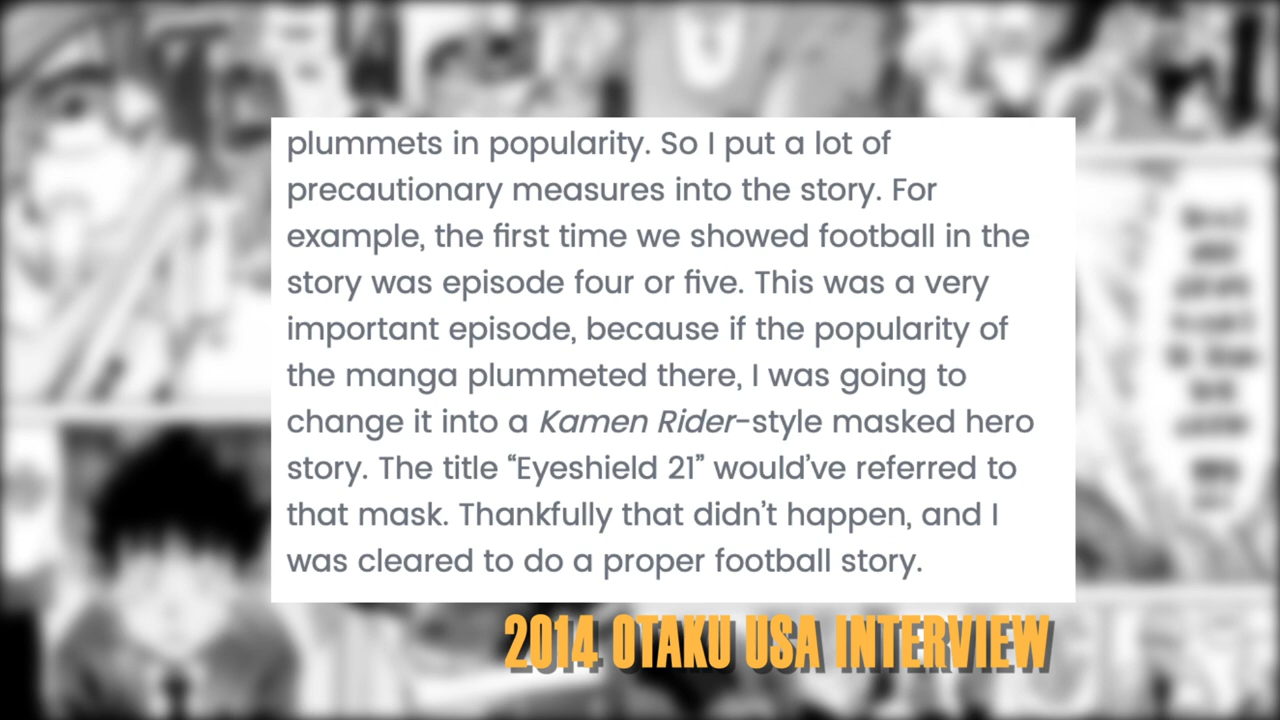 plummets in popularity. So I put a lot of
precautionary measures into the story. For
example, the first time we showed football in the
story was episode four or five. This was a very
important episode, because if the popularity of
the manga plummeted there, I was going to
change it into a Kamen Rider-style masked hero
story. The title “Eyeshield 21” would’ve referred to
that mask. Thankfully that didn’t happen, and I
was cleared to do a proper football story.
2014 OTAKU USA INTERVIEW